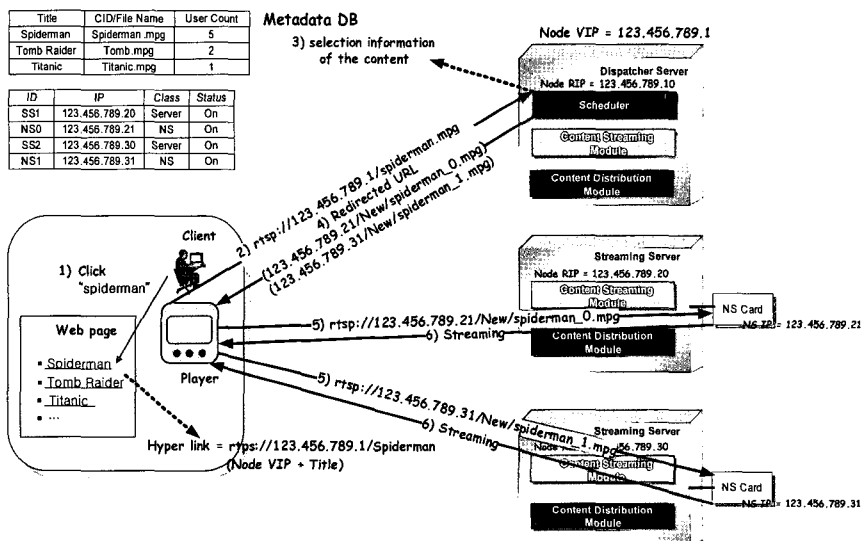 Title CID/File Name User Count
Spiderman Spiderman .mpg 5
Tomb Raider Tomb.mpg 2
Titanic Titanic.mpg 1
Metadata DB
ID IP Class Status
SS1 123.456.789.20 Server On
NS0 123.456.789.21 NS On
SS2 123.456.789.30 Server On
NS1 123.456.789.31 NS On
3) selection information
of the content
Node VIP = 123.456.789.1
Dispatcher Server
Node RIP = 123.456.789.10
Scheduler
Content Streaming
Module
Content Distribution
Module
2) rtsp://123.456.789.1/spiderman.mpg
4) Redirected URL
(123.456.789.21/New/spiderman_0.mpg)
(123.456.789.31/New/spiderman_1.mpg)
Client
1) Click
"spiderman"
Web page
▪ Spiderman
▪ Tomb Raider
▪ Titanic
▪ ...
Player
Hyper link = rtps://123.456.789.1/Spiderman
(Node VIP + Title)
Streaming Server
Node RIP = 123.456.789.20
Content Streaming
Module
Content Distribution
Module
NS Card
NS IP = 123.456.789.21
5) rtsp://123.456.789.21/New/spiderman_0.mpg
6) Streaming
5) rtsp://123.456.789.31/New/spiderman_1.mpg
6) Streaming
Streaming Server
Node 56.789.30
Content Streaming
Module
Content Distribution
Module
NS Card
NS IP = 123.456.789.31